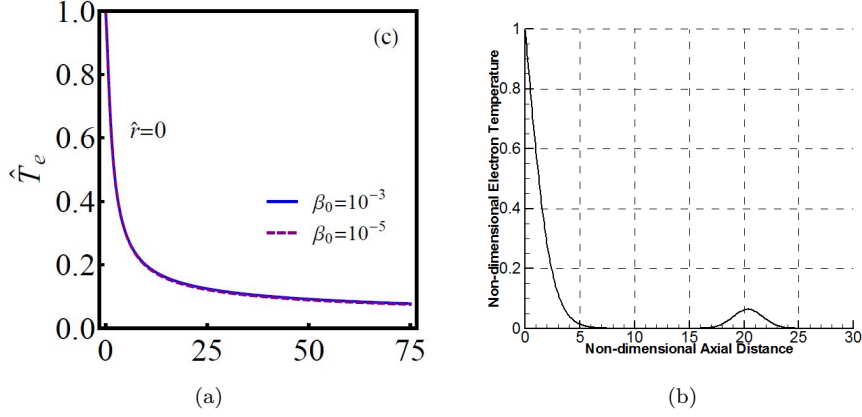 (c)
1.0
0.8
0.6
0.4
0.2
0.0
T̂e
r̂=0
β₀=10⁻³
β₀=10⁻⁵
0 25 50 75
(a)
Non-dimensional Electron Temperature
1
0.8
0.6
0.4
0.2
0
0 5 10 15 20 25 30
Non-dimensional Axial Distance
(b)